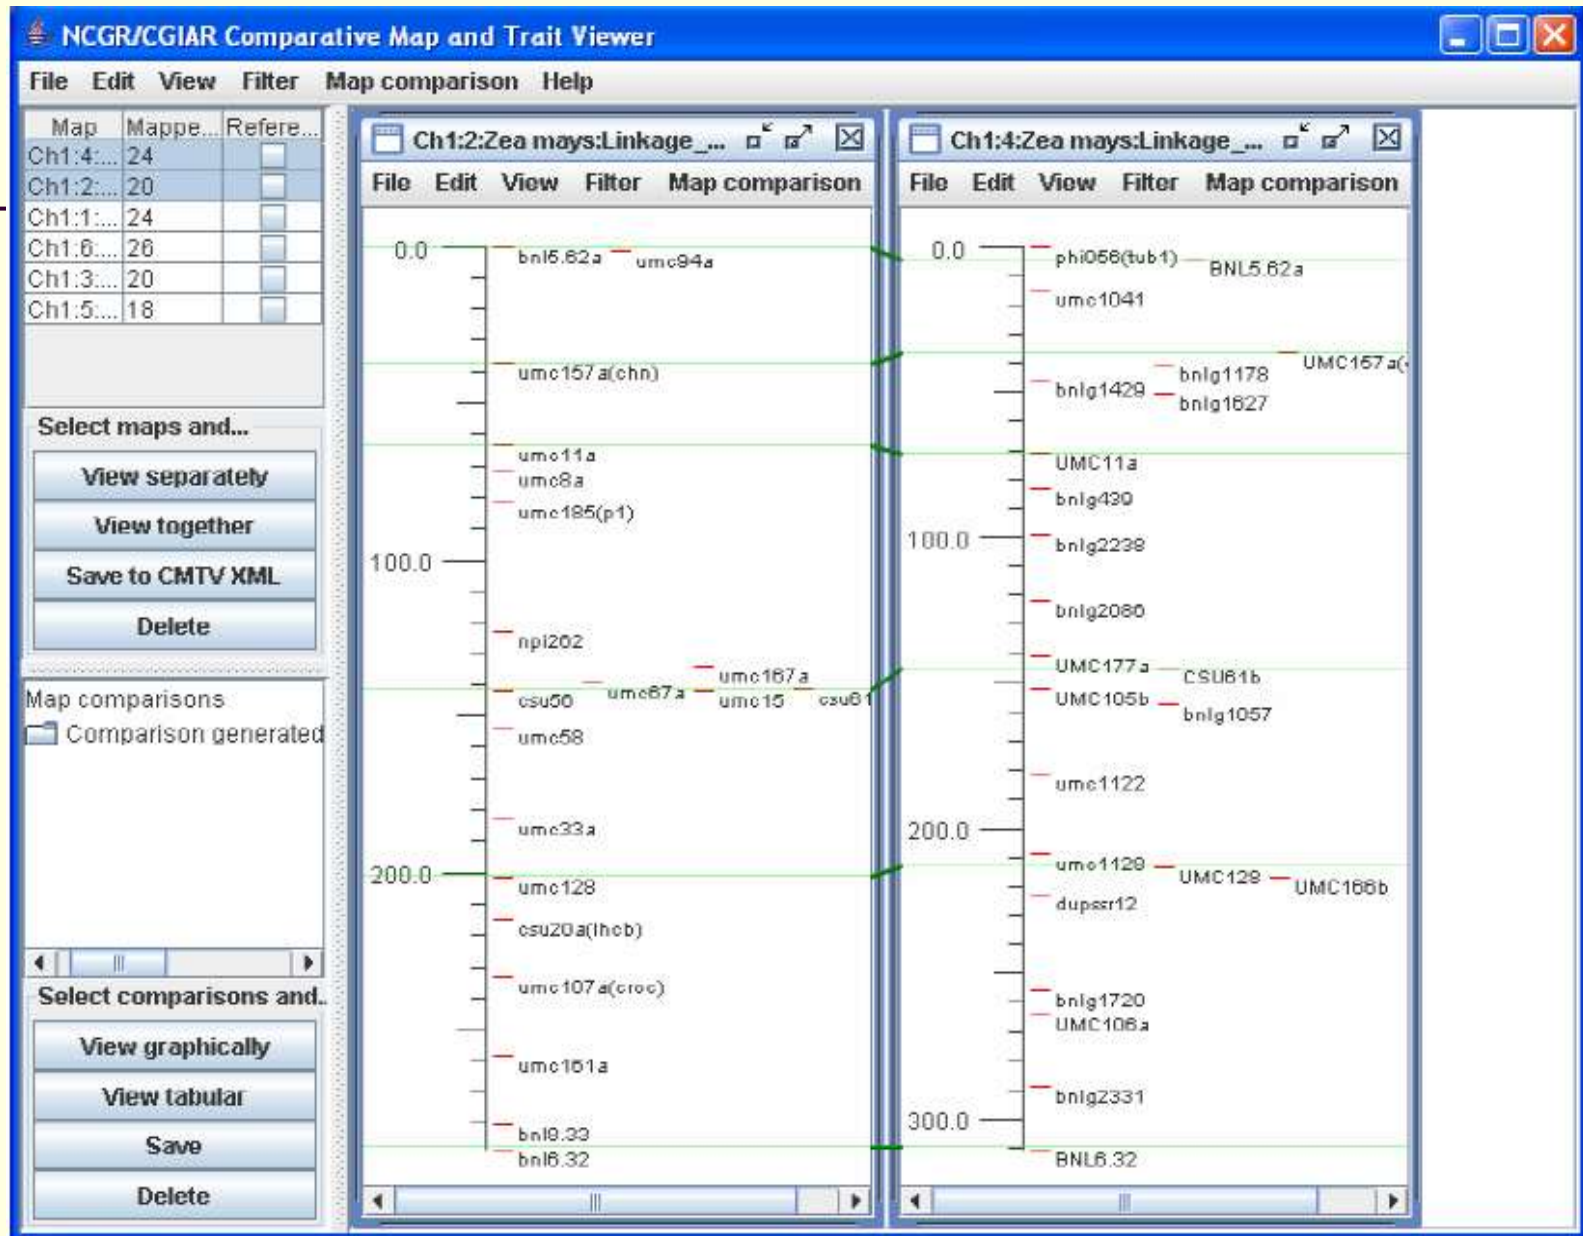 NCGR/CGIAR Comparative Map and Trait Viewer
File Edit View Filter Map comparison Help
Map Mappe... Refere...
Ch1:4:... 24
Ch1:2:... 20
Ch1:1:... 24
Ch1:6:... 26
Ch1:3:... 20
Ch1:5:... 18
Select maps and...
View separately
View together
Save to CMTV XML
Delete
Map comparisons
Comparison generated
Select comparisons and..
View graphically
View tabular
Save
Delete
Ch1:2:Zea mays:Linkage_...
File Edit View Filter Map comparison
0.0
bnl5.62a umc94a
umc157a(chn)
umc11a
umc8a
umc185(p1)
100.0
npi262
umc167a
csu56 umc67a umc15 csu61
umc58
umc33a
200.0
umc128
csu20a(lhcb)
umc107a(croc)
umc161a
bnl8.33
bnl6.32
Ch1:4:Zea mays:Linkage_...
File Edit View Filter Map comparison
0.0
phi056(tub1) BNL5.62a
umc1041
UMC157a(
bnlg1178
bnlg1429
bnlg1627
UMC11a
bnlg439
100.0
bnlg2238
bnlg2086
UMC177a CSU61b
UMC105b bnlg1057
umc1122
200.0
umc1128 UMC128 UMC166b
dupssr12
bnlg1720
UMC106a
bnlg2331
300.0
BNL6.32